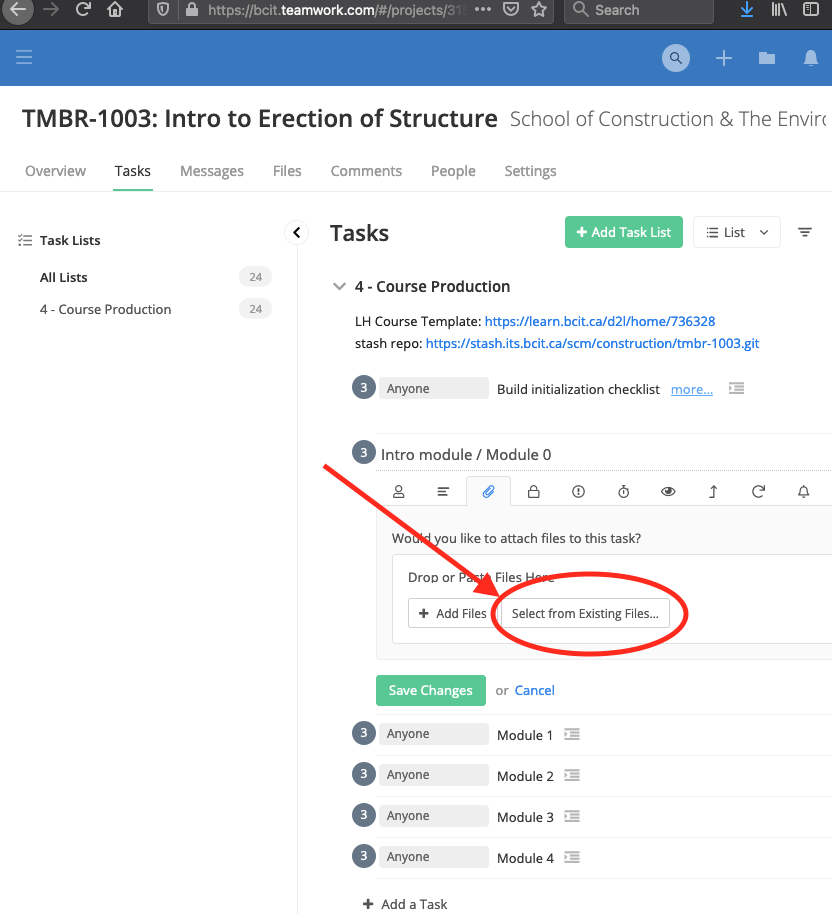 https://bcit.teamwork.com/#/projects/315
Search
TMBR-1003: Intro to Erection of Structure School of Construction & The Enviro
Overview Tasks Messages Files Comments People Settings
Task Lists
All Lists 24
4 - Course Production 24
Tasks
+ Add Task List
List
4 - Course Production
LH Course Template: https://learn.bcit.ca/d2l/home/736328
stash repo: https://stash.its.bcit.ca/scm/construction/tmbr-1003.git
3 Anyone Build initialization checklist more...
3 Intro module / Module 0
Would you like to attach files to this task?
Drop or Paste Files Here
+ Add Files Select from Existing Files...
Save Changes or Cancel
3 Anyone Module 1
3 Anyone Module 2
3 Anyone Module 3
3 Anyone Module 4
+ Add a Task